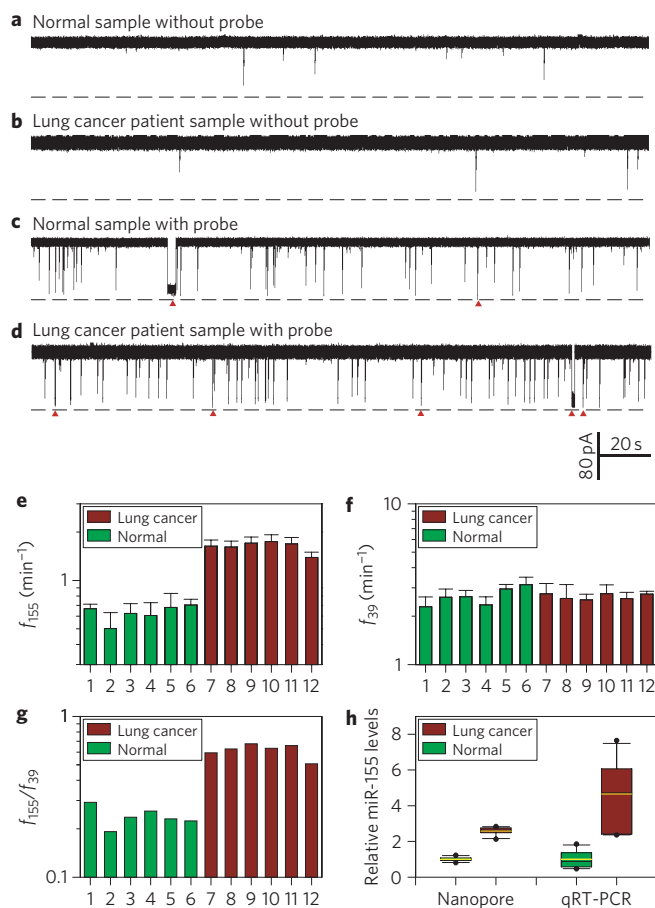 a Normal sample without probe
b Lung cancer patient sample without probe
c Normal sample with probe
d Lung cancer patient sample with probe
80 pA
20 s
e
Lung cancer
Normal
f155 (min−1)
1
1 2 3 4 5 6 7 8 9 10 11 12
f
10
Lung cancer
Normal
f39 (min−1)
1
1 2 3 4 5 6 7 8 9 10 11 12
g
1
Lung cancer
Normal
f155/f39
0.1
1 2 3 4 5 6 7 8 9 10 11 12
h
Lung cancer
Normal
Relative miR-155 levels
8
6
4
2
0
Nanopore qRT-PCR